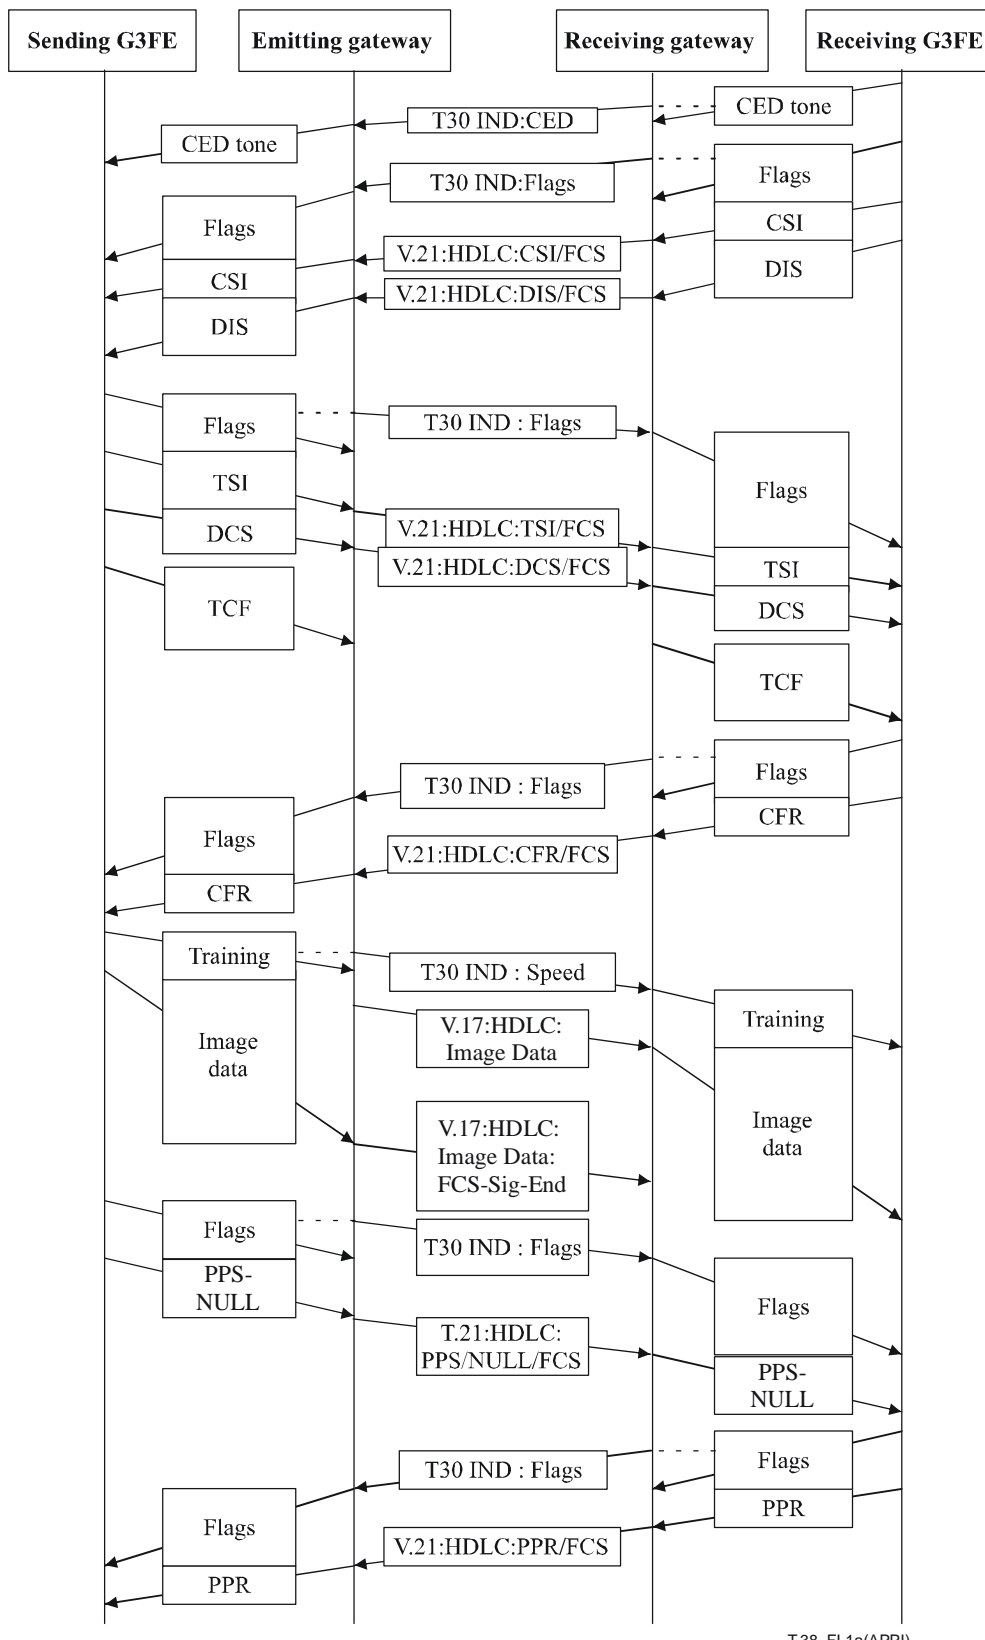 Sending G3FE
Emitting gateway
Receiving gateway
Receiving G3FE
CED tone
T30 IND:CED
CED tone
Flags
T30 IND:Flags
Flags
CSI
V.21:HDLC:CSI/FCS
DIS
CSI
V.21:HDLC:DIS/FCS
DIS
Flags
T30 IND : Flags
TSI
Flags
DCS
V.21:HDLC:TSI/FCS
V.21:HDLC:DCS/FCS
TSI
TCF
DCS
TCF
Flags
T30 IND : Flags
CFR
Flags
V.21:HDLC:CFR/FCS
CFR
Training
T30 IND : Speed
Training
Image
data
V.17:HDLC:
Image Data
Image
data
V.17:HDLC:
Image Data:
FCS-Sig-End
Flags
T30 IND : Flags
PPS-
NULL
Flags
T.21:HDLC:
PPS/NULL/FCS
PPS-
NULL
Flags
T30 IND : Flags
PPR
Flags
V.21:HDLC:PPR/FCS
PPR